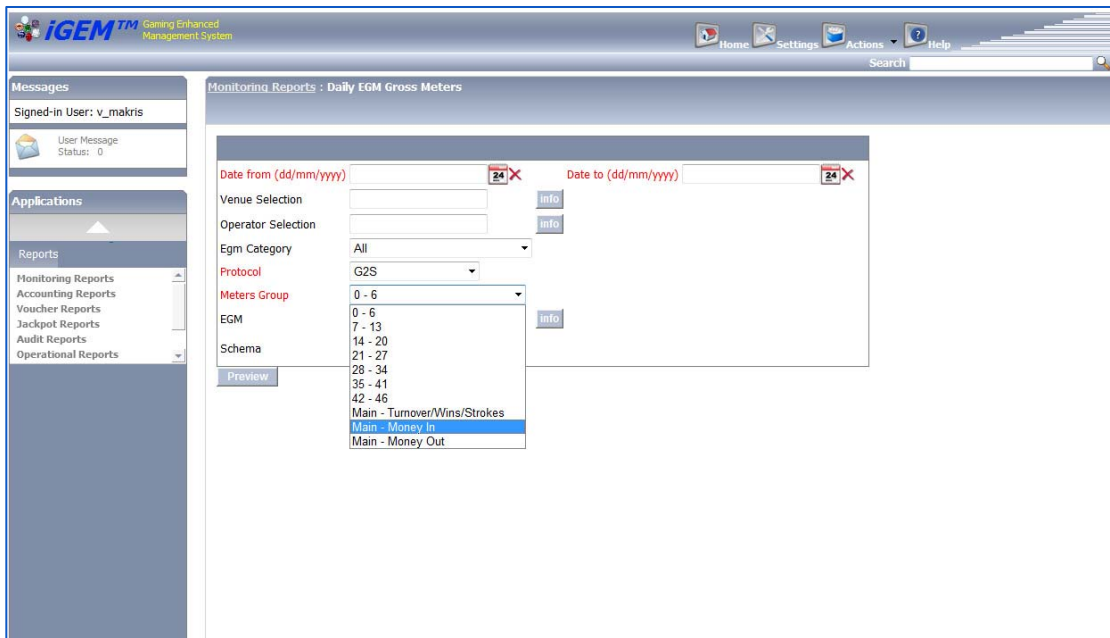 iGEM™ Gaming Enhanced
Management System
Home Settings Actions Help
Search
Messages
Signed-in User: v_makris
User Message
Status: 0
Applications
Reports
Monitoring Reports
Accounting Reports
Voucher Reports
Jackpot Reports
Audit Reports
Operational Reports
Monitoring Reports : Daily EGM Gross Meters
Date from (dd/mm/yyyy) 24 Date to (dd/mm/yyyy) 24
Venue Selection info
Operator Selection info
Egm Category All
Protocol G2S
Meters Group 0 - 6
EGM info
Schema
0 - 6
7 - 13
14 - 20
21 - 27
28 - 34
35 - 41
42 - 46
Main - Turnover/Wins/Strokes
Main - Money In
Main - Money Out
Preview